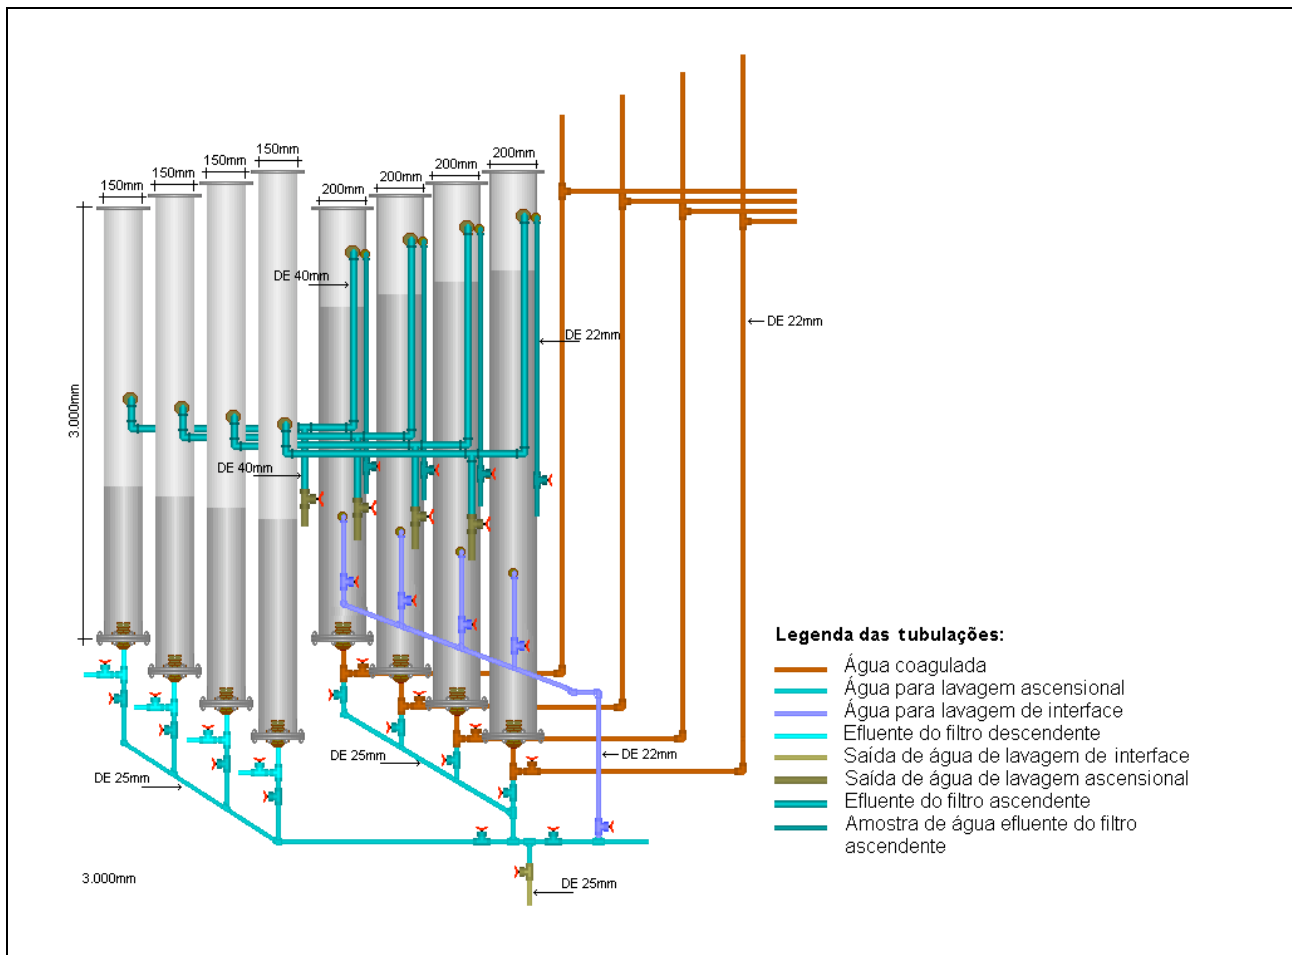 150mm
150mm
150mm
150mm
200mm
200mm
200mm
200mm
DE 40mm
DE 22mm
DE 22mm
3.000mm
DE 40mm
DE 25mm
DE 25mm
DE 22mm
3.000mm
DE 25mm
Legenda das tubulações:
Água coagulada
Água para lavagem ascensional
Água para lavagem de interface
Efluente do filtro descendente
Saída de água de lavagem de interface
Saída de água de lavagem ascensional
Efluente do filtro ascendente
Amostra de água efluente do filtro
ascendente